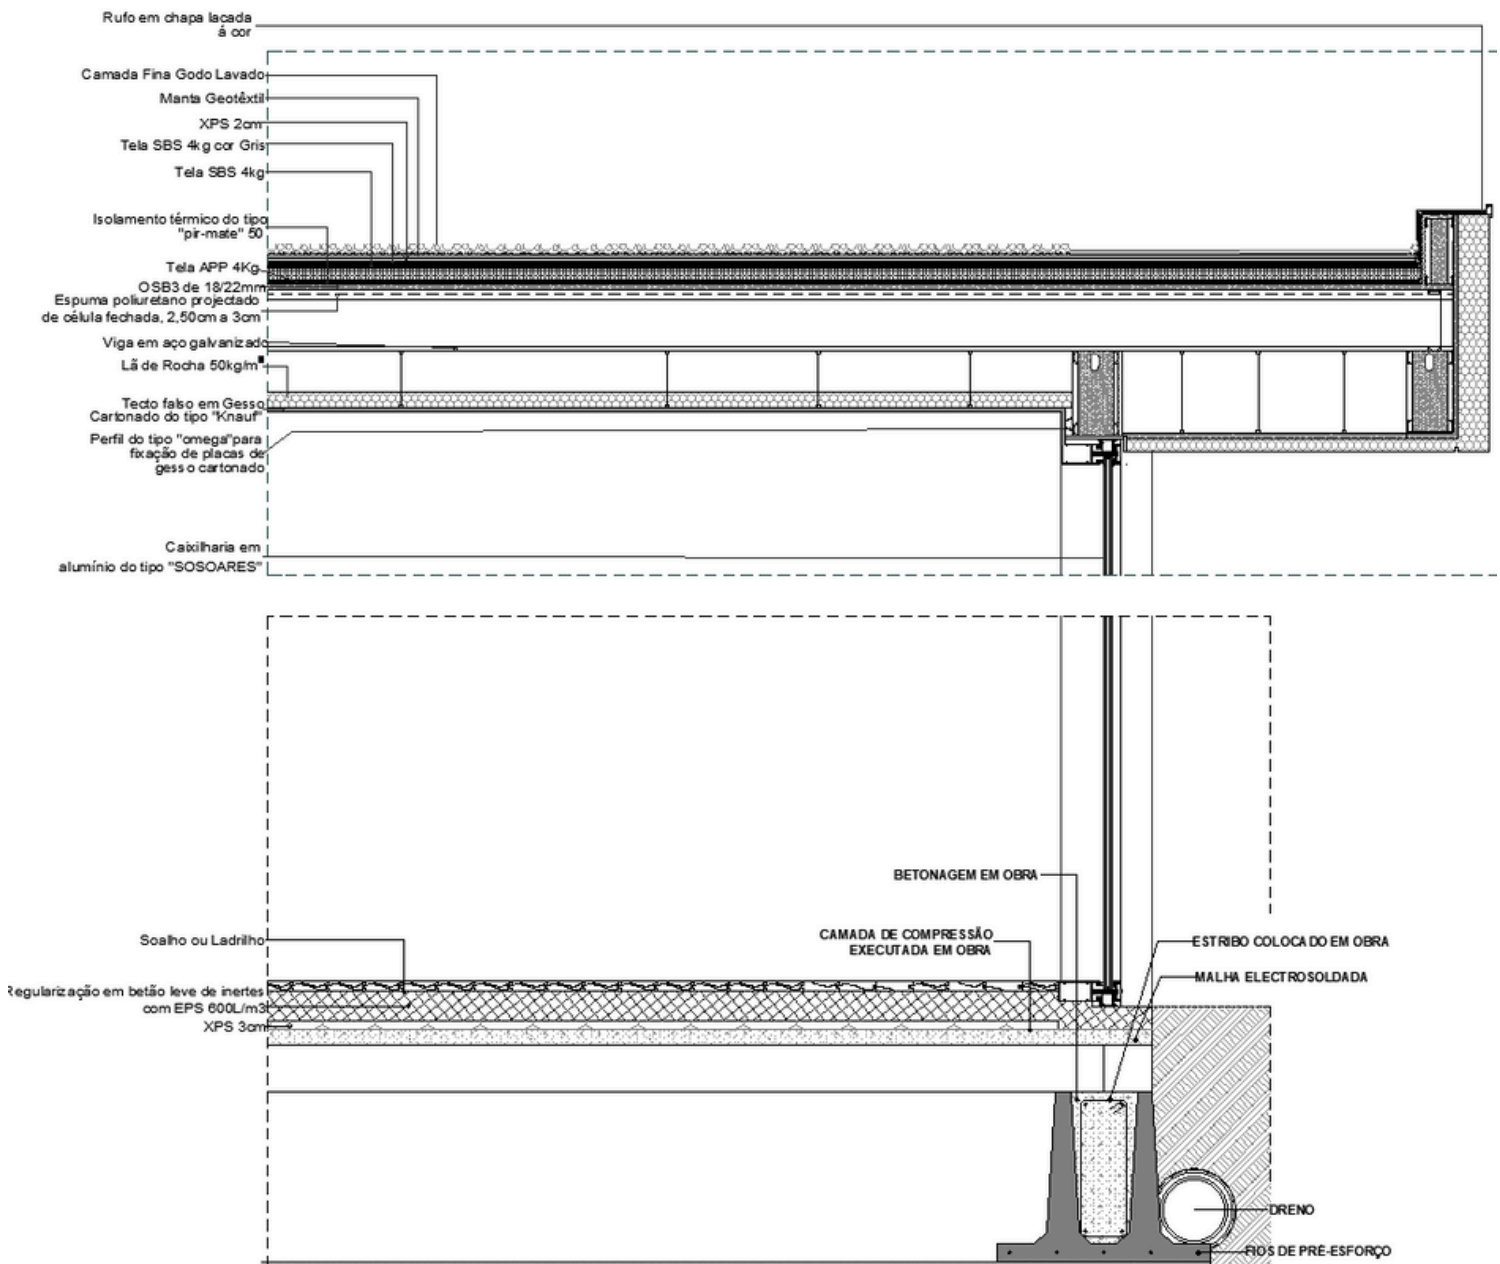 Rufo em chapa lacada
á cor
Camada Fina Godo Lavado
Manta Geotêxtil
XPS 2cm
Tela SBS 4kg cor Gris
Tela SBS 4kg
Isolamento térmico do tipo
"pir-mate" 50
Tela APP 4Kg
OSB3 de 18/22mm
Espuma poliuretano projectado
de célula fechada, 2,50cm a 3cm
Viga em aço galvanizado
Lã de Rocha 50kg/m
Tecto falso em Gesso
Cartonado do tipo "Knauf"
Perfil do tipo "omega"para
fixação de placas de
gesso cartonado
Caixilharia em
alumínio do tipo "SOSOARES"
BETONAGEM EM OBRA
CAMADA DE COMPRESSÃO
EXECUTADA EM OBRA
ESTRIBO COLOCADO EM OBRA
MALHA ELECTROSOLDADA
Soalho ou Ladrilho
Regularização em betão leve de inertes
com EPS 600L/m3
XPS 3cm
DRENO
FIOS DE PRÉ-ESFORÇO